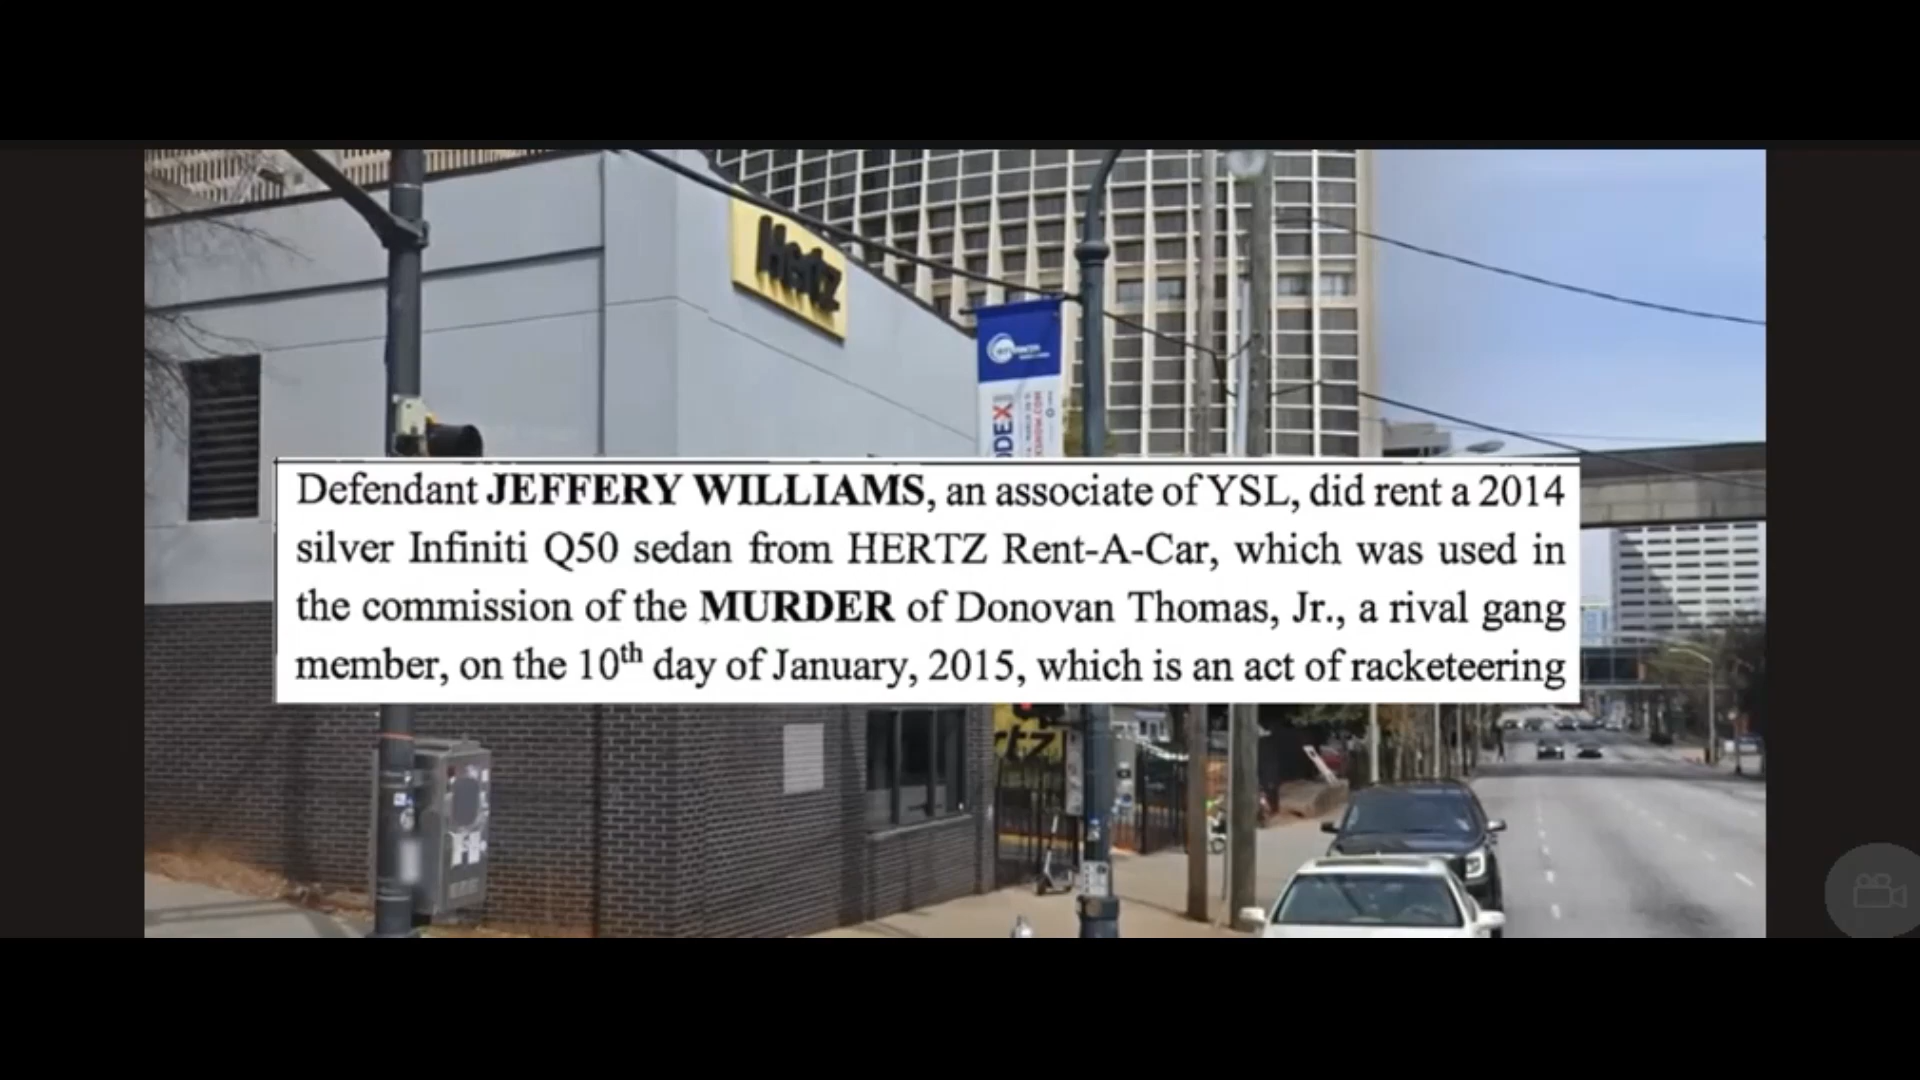 Hertz
DEX
Defendant JEFFERY WILLIAMS, an associate of YSL, did rent a 2014
silver Infiniti Q50 sedan from HERTZ Rent-A-Car, which was used in
the commission of the MURDER of Donovan Thomas, Jr., a rival gang
member, on the 10th day of January, 2015, which is an act of racketeering
rtz